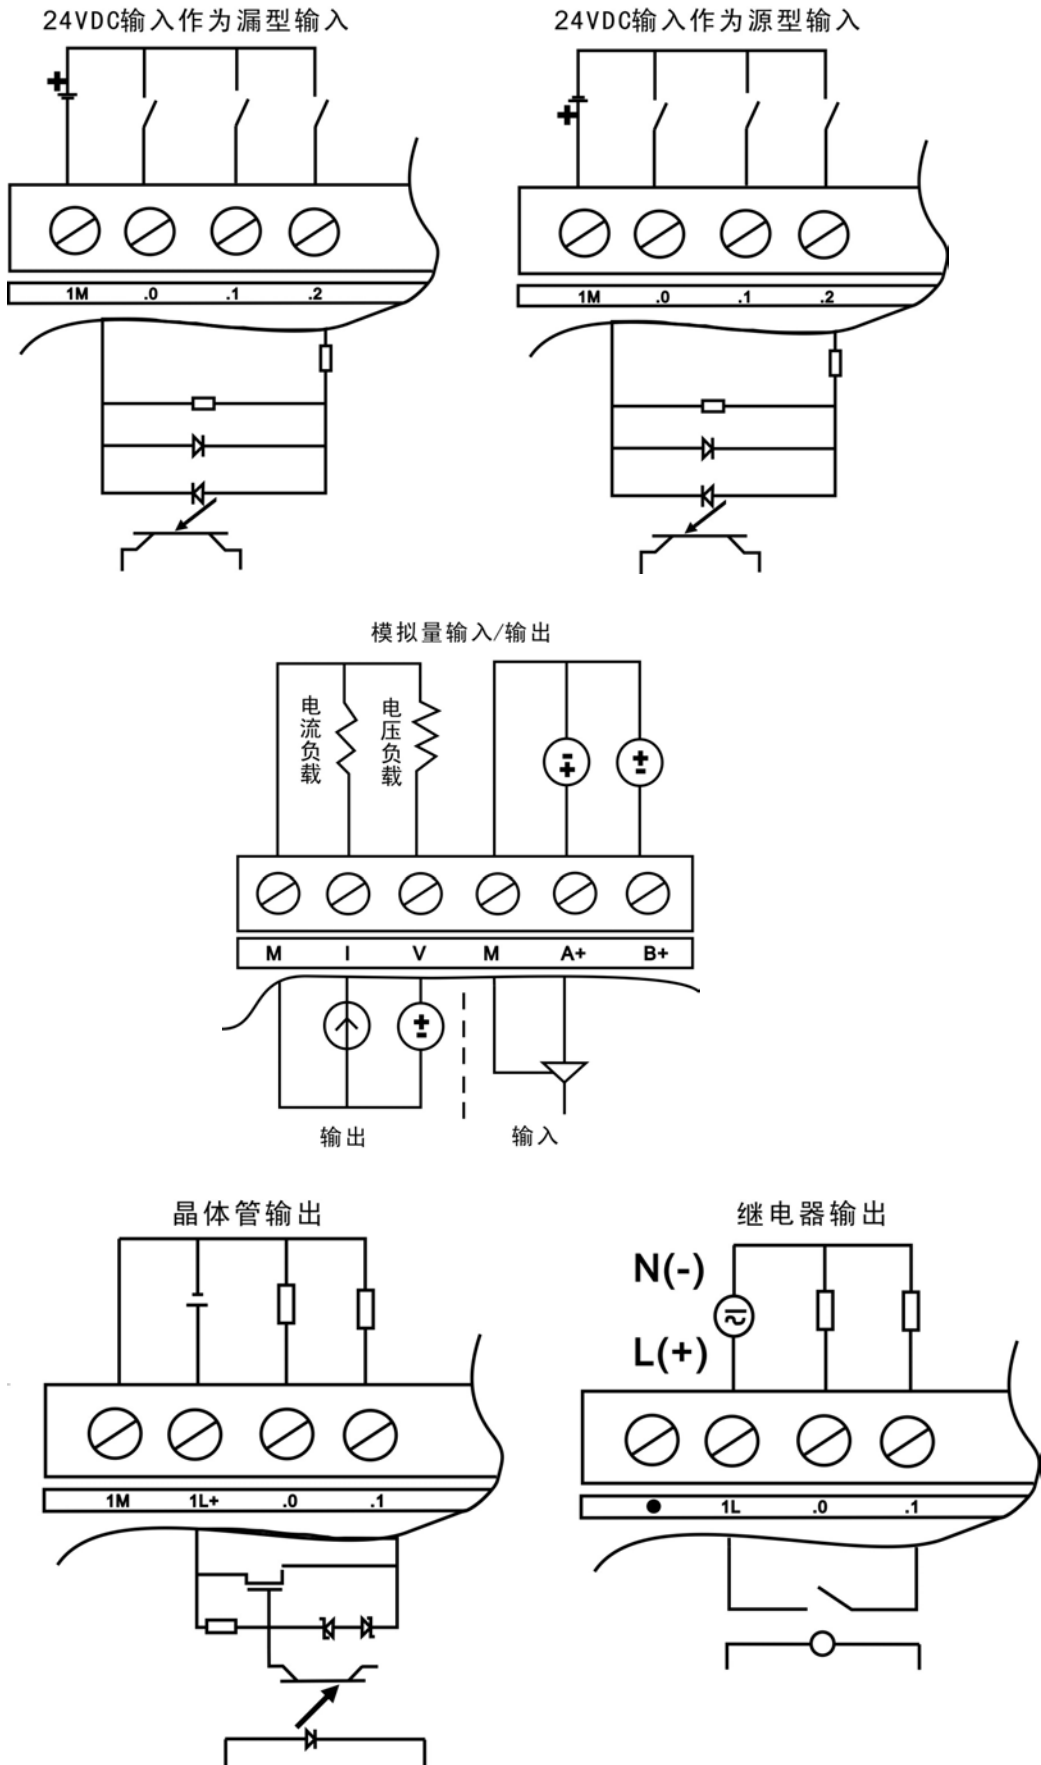 24VDC输入作为漏型输入
24VDC输入作为源型输入
+
+
1M .0 .1 .2
1M .0 .1 .2
模拟量输入/输出
电流负载
电压负载
-
+
+
-
M I V M A+ B+
+
-
输出
输入
晶体管输出
继电器输出
N(-)
L(+)
1M 1L+ .0 .1
1L .0 .1